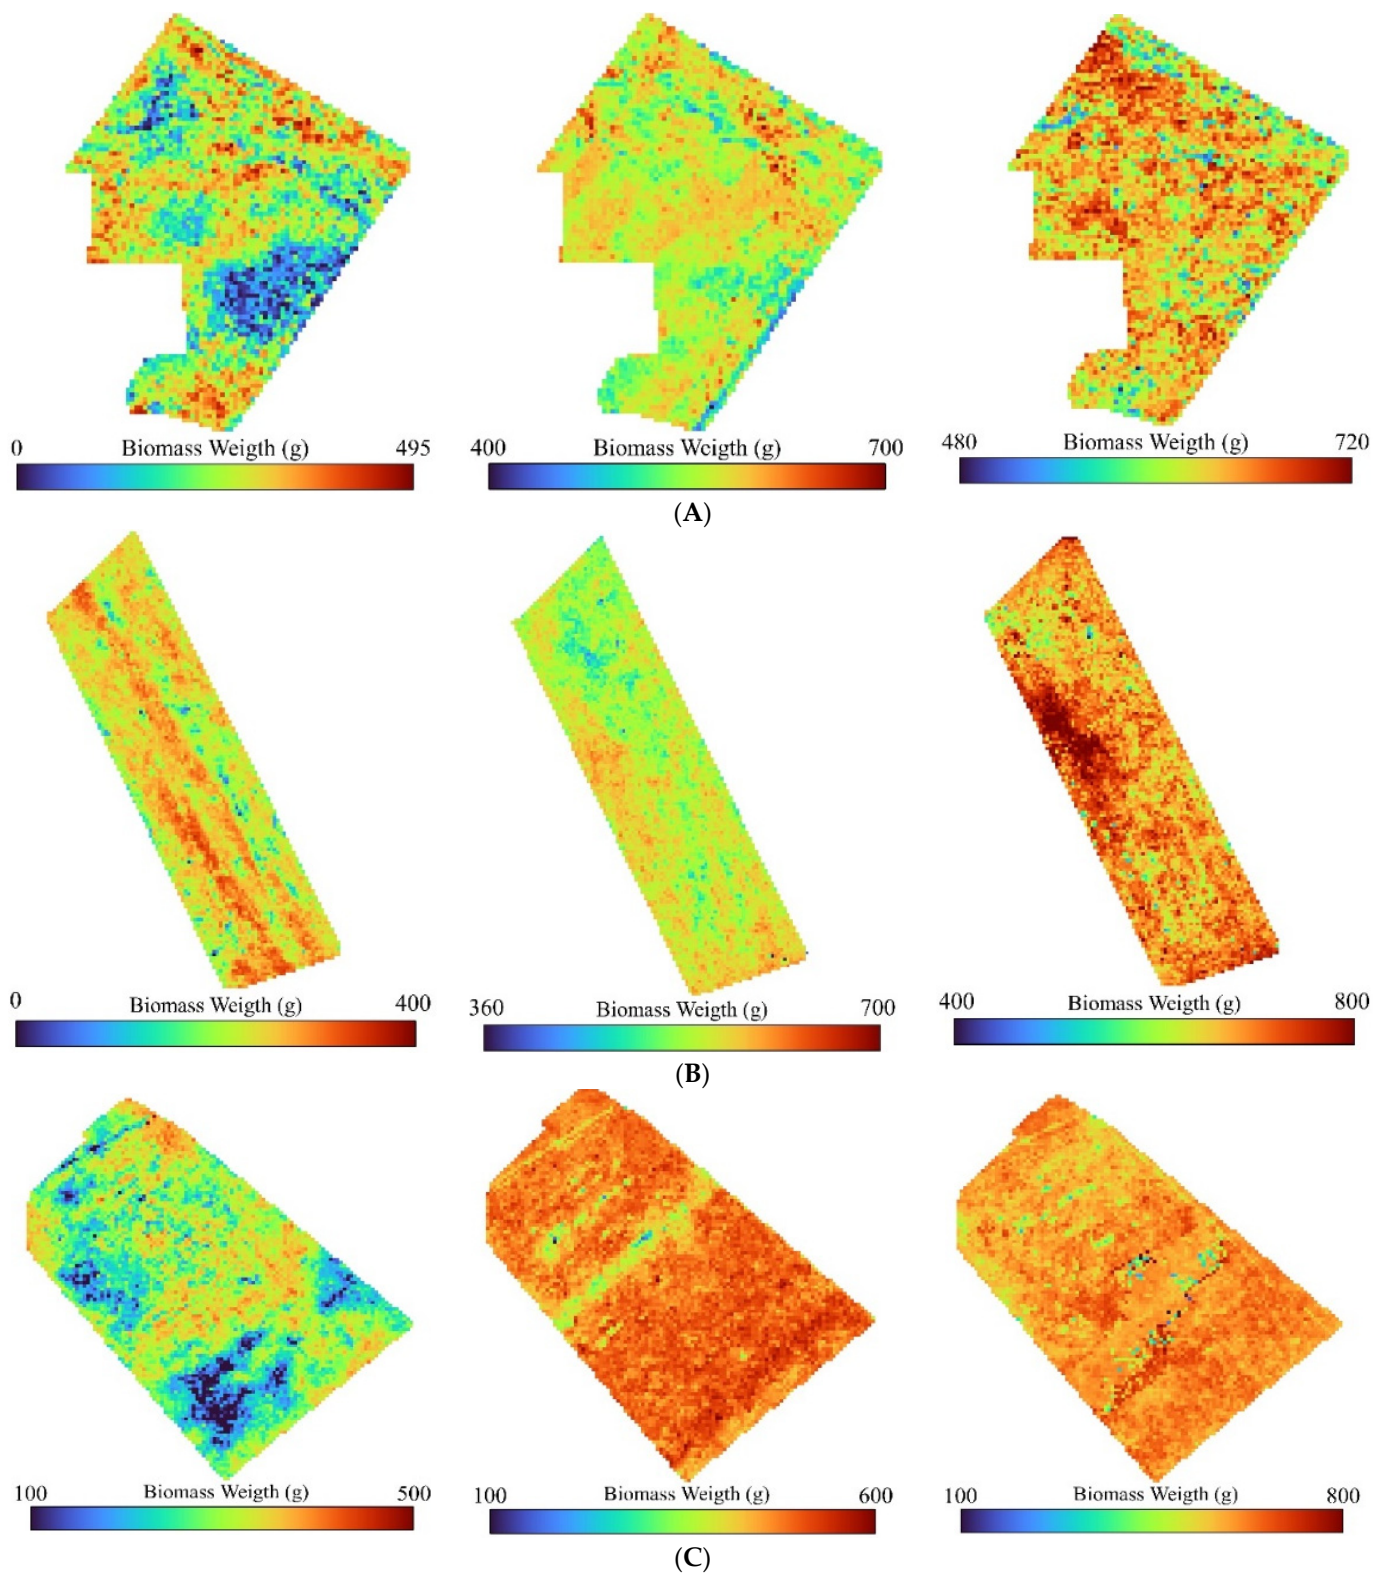 0 Biomass Weigth (g) 495 400 Biomass Weigth (g) 700 480 Biomass Weigth (g) 720
(A)
0 Biomass Weigth (g) 400 360 Biomass Weigth (g) 700 400 Biomass Weigth (g) 800
(B)
100 Biomass Weigth (g) 500 100 Biomass Weigth (g) 600 100 Biomass Weigth (g) 800
(C)